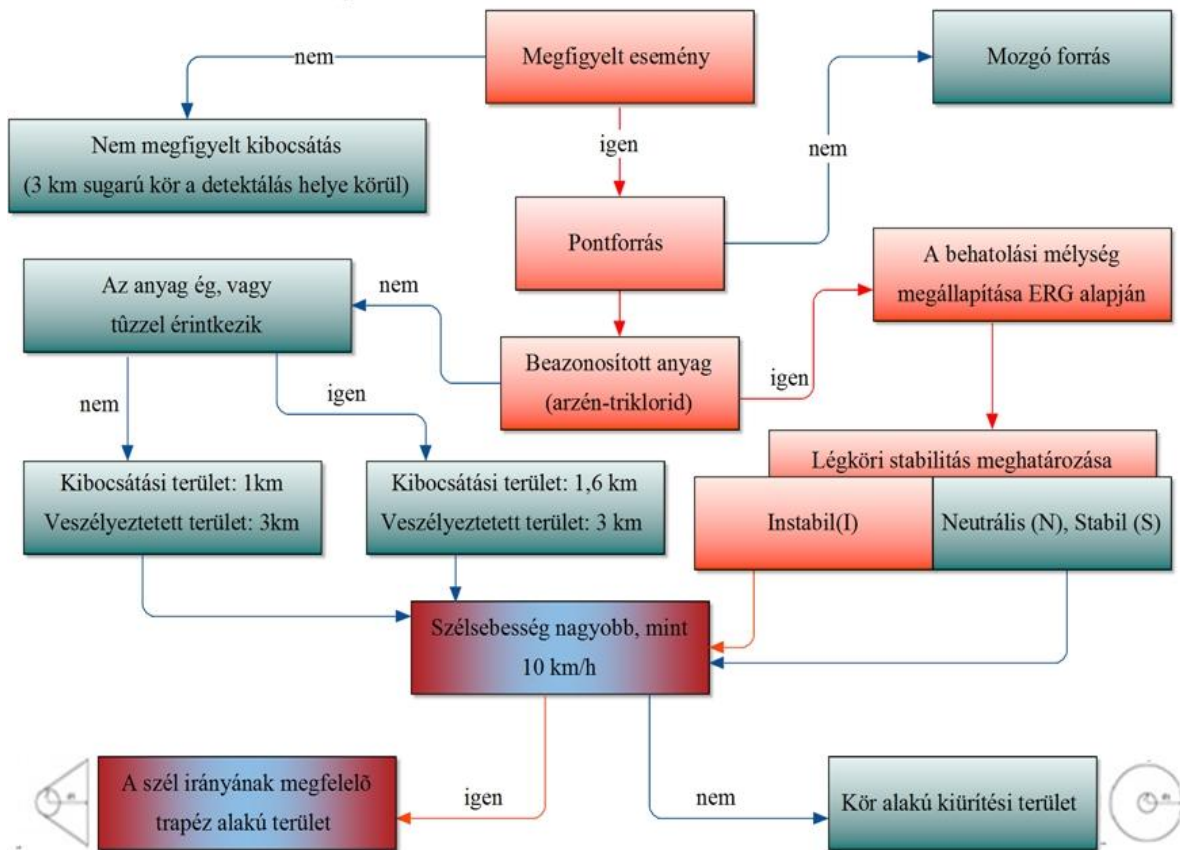 Megfigyelt esemény
Mozgó forrás
nem
Nem megfigyelt kibocsátás
(3 km sugarú kör a detektálás helye körül)
igen
nem
Pontforrás
A behatolási mélység
megállapítása ERG alapján
Az anyag ég, vagy
tûzzel érintkezik
nem
Beazonosított anyag
(arzén-triklorid)
igen
nem
igen
Légköri stabilitás meghatározása
Kibocsátási terület: 1km
Veszélyeztetett terület: 3km
Kibocsátási terület: 1,6 km
Veszélyeztetett terület: 3 km
Instabil(I)
Neutrális (N), Stabil (S)
Szélsebesség nagyobb, mint
10 km/h
A szél irányának megfelelõ
trapéz alakú terület
igen
nem
Kör alakú kiürítési terület